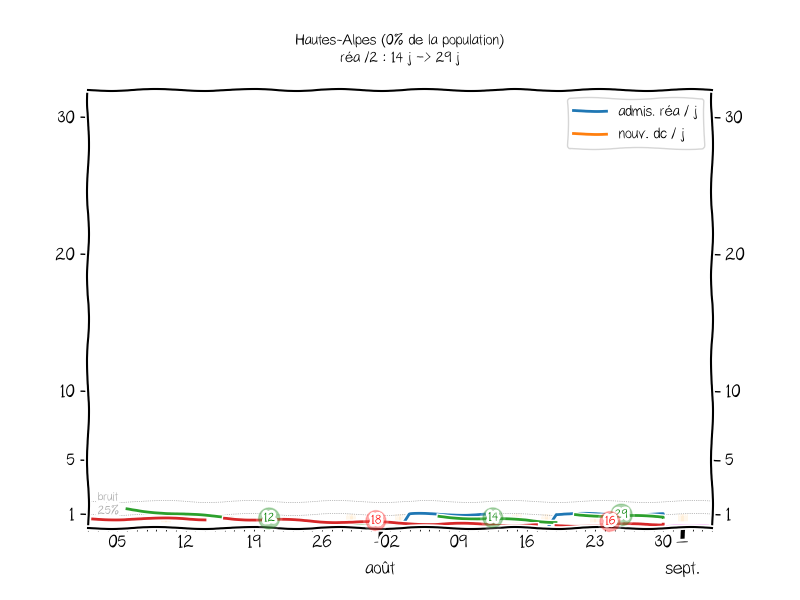 Hautes-Alpes (0% de la population)
réa /2 : 14 j -> 29 j
admis. réa / j
nouv. dc / j
30
30
20
20
10
10
5
5
bruit
25%
1
1
12
18
14
16
29
05 12 19 26 02 09 16 23 30
août sept.